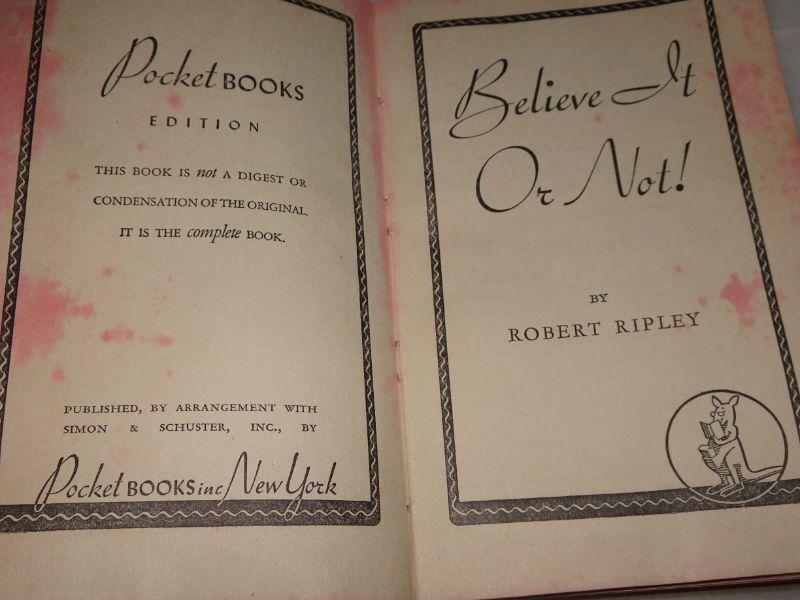 Pocket BOOKS
EDITION
THIS BOOK IS not A DIGEST OR
CONDENSATION OF THE ORIGINAL.
IT IS THE complete BOOK.
PUBLISHED, BY ARRANGEMENT WITH
SIMON & SCHUSTER, INC., BY
Pocket BOOKS inc New York
Believe It
Or Not!
BY
ROBERT RIPLEY